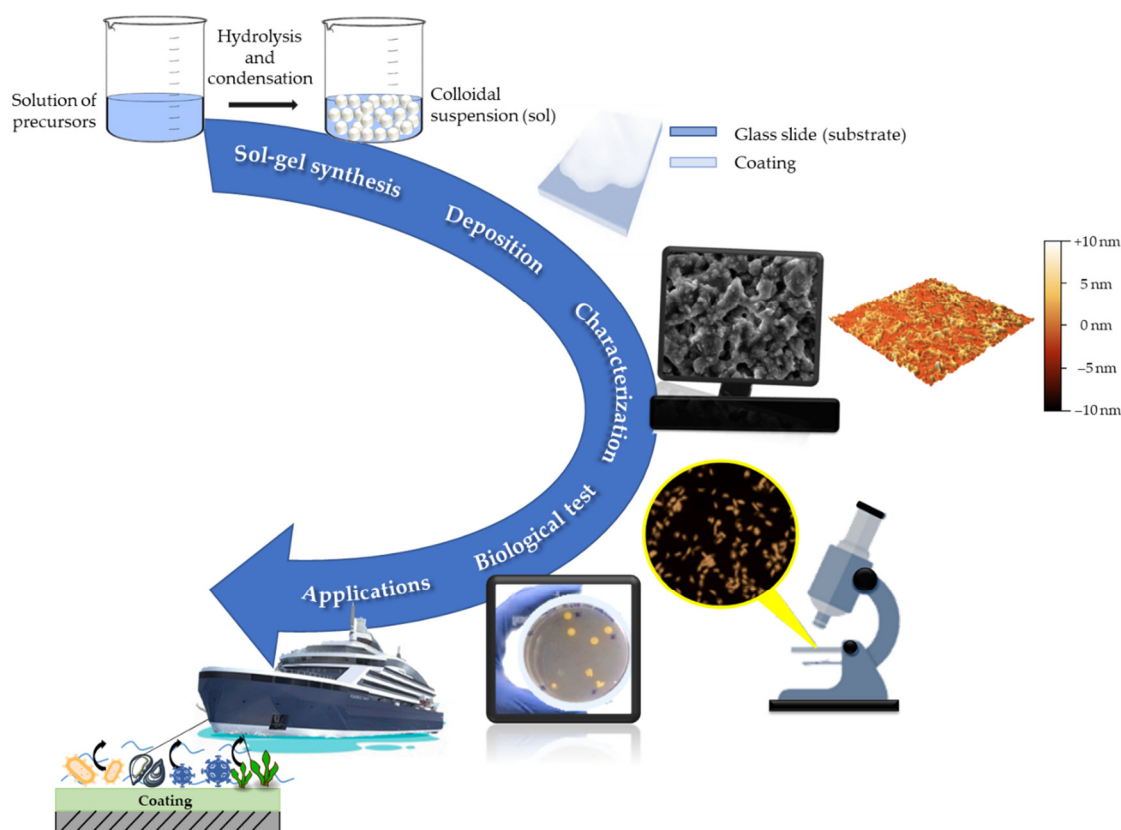 Hydrolysis
and
condensation
Solution of
precursors
Colloidal
suspension (sol)
Glass slide (substrate)
Coating
Sol-gel synthesis
Deposition
Characterization
Biological test
Applications
+10 nm
5 nm
0 nm
−5 nm
−10 nm
Coating